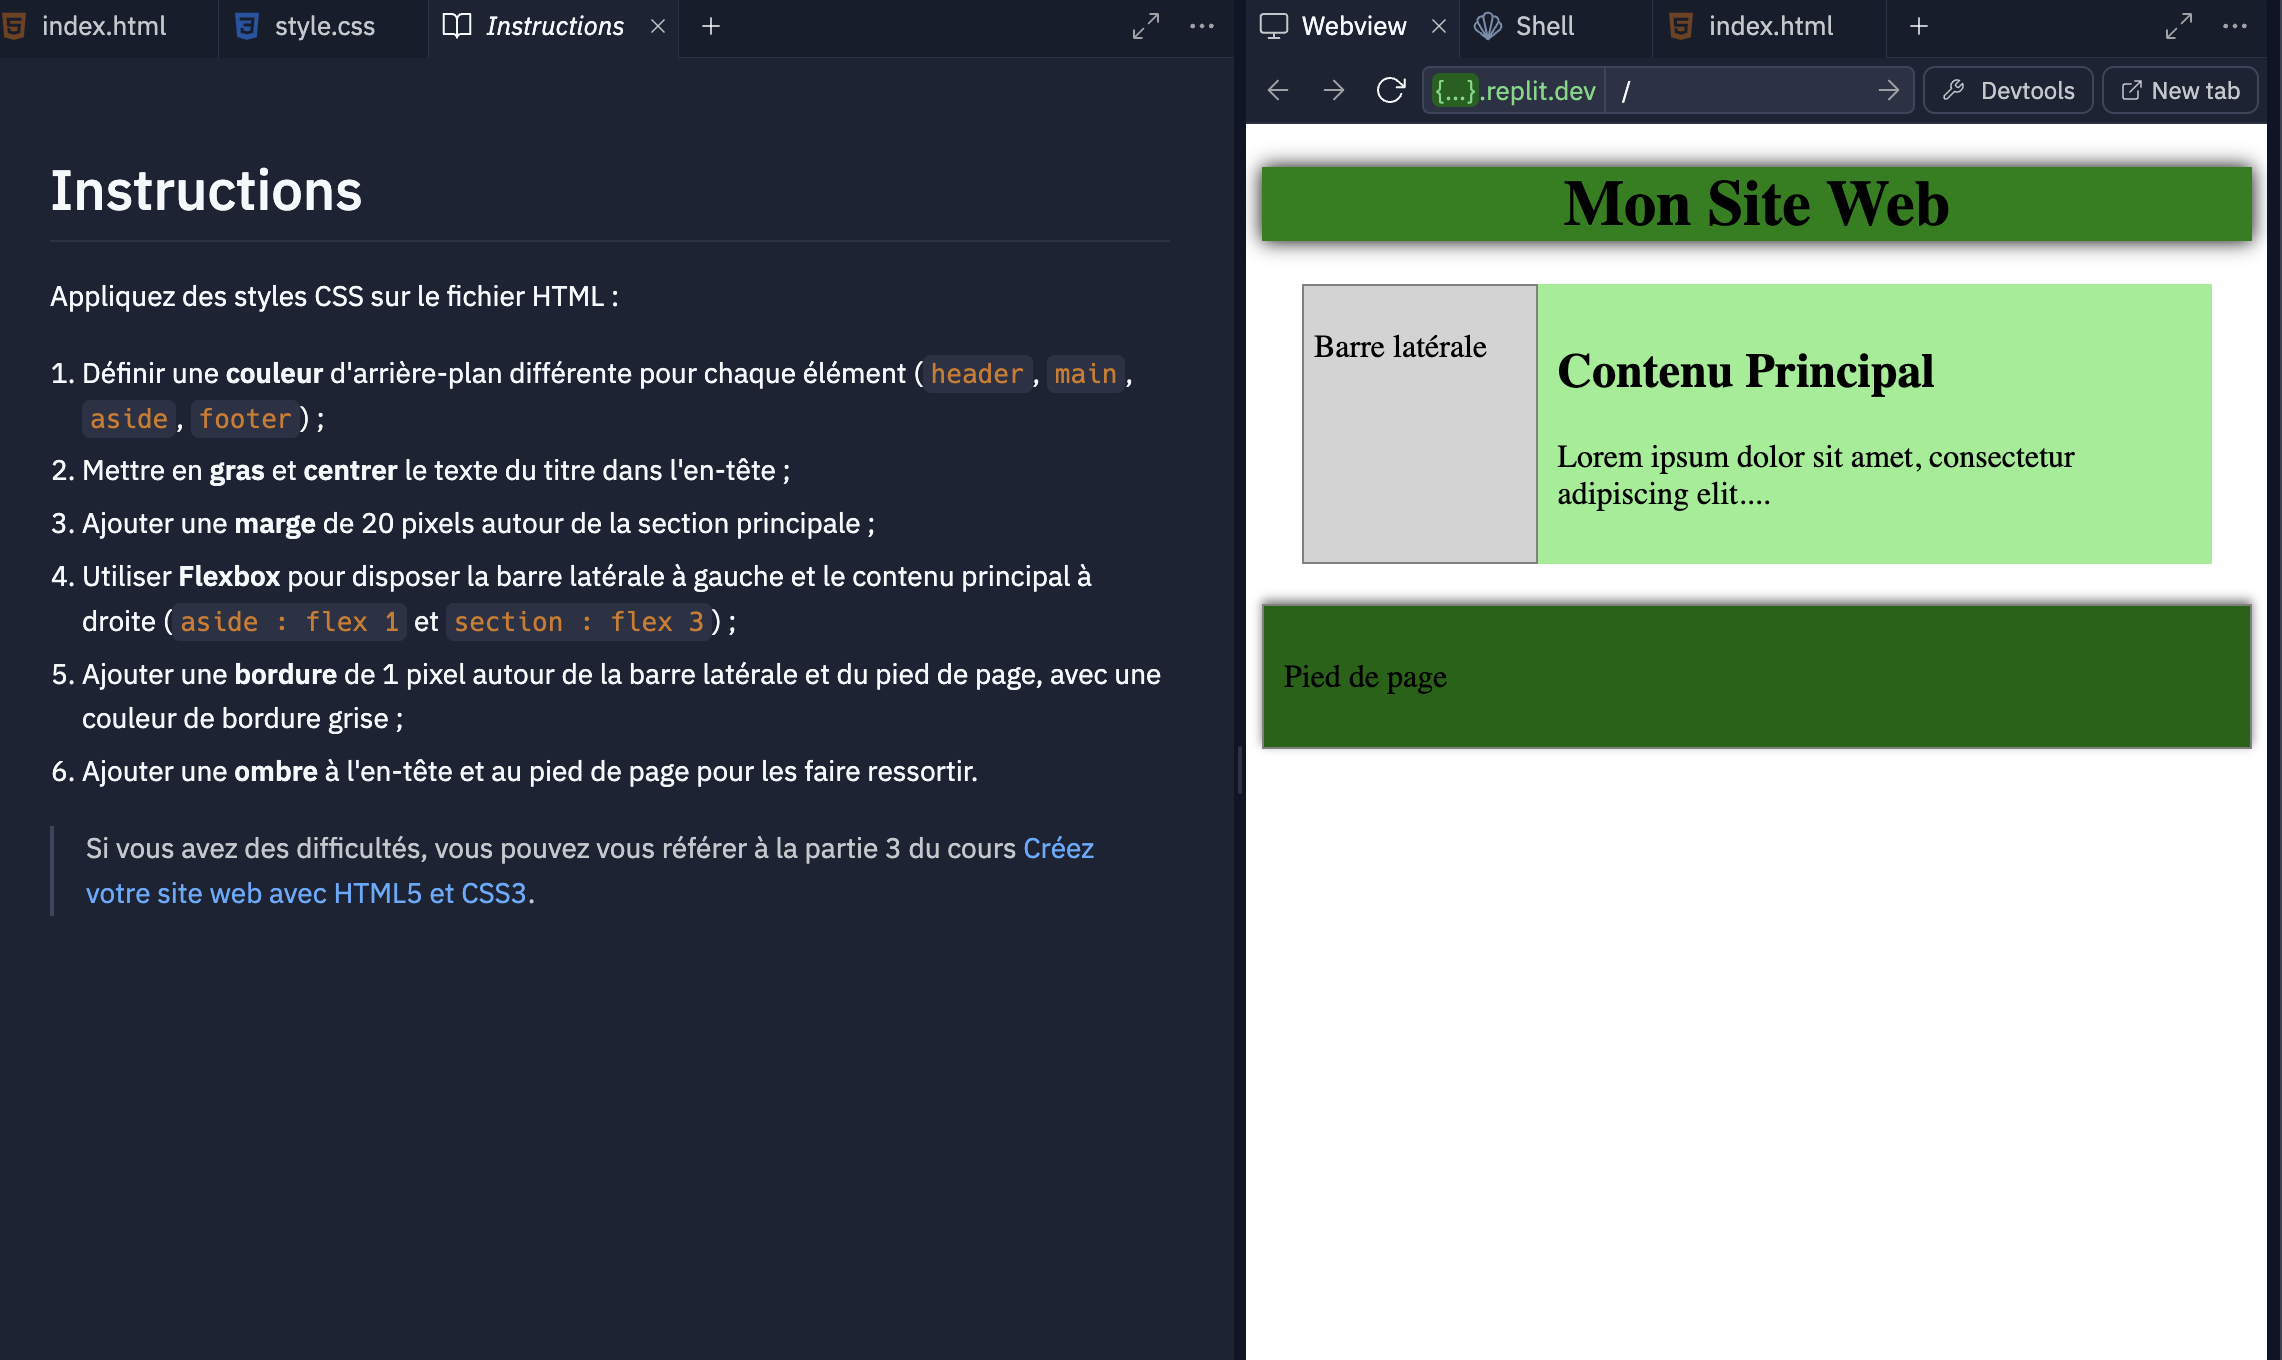 index.html
style.css
Instructions
Instructions
Appliquez des styles CSS sur le fichier HTML :
1. Définir une couleur d'arrière-plan différente pour chaque élément ( header , main ,
aside , footer ) ;
2. Mettre en gras et centrer le texte du titre dans l'en-tête ;
3. Ajouter une marge de 20 pixels autour de la section principale ;
4. Utiliser Flexbox pour disposer la barre latérale à gauche et le contenu principal à
droite ( aside : flex 1 et section : flex 3 ) ;
5. Ajouter une bordure de 1 pixel autour de la barre latérale et du pied de page, avec une
couleur de bordure grise ;
6. Ajouter une ombre à l'en-tête et au pied de page pour les faire ressortir.
Si vous avez des difficultés, vous pouvez vous référer à la partie 3 du cours Créez
votre site web avec HTML5 et CSS3.
Webview
Shell
index.html
{...}.replit.dev
/
Devtools
New tab
Mon Site Web
Barre latérale
Contenu Principal
Lorem ipsum dolor sit amet, consectetur
adipiscing elit....
Pied de page